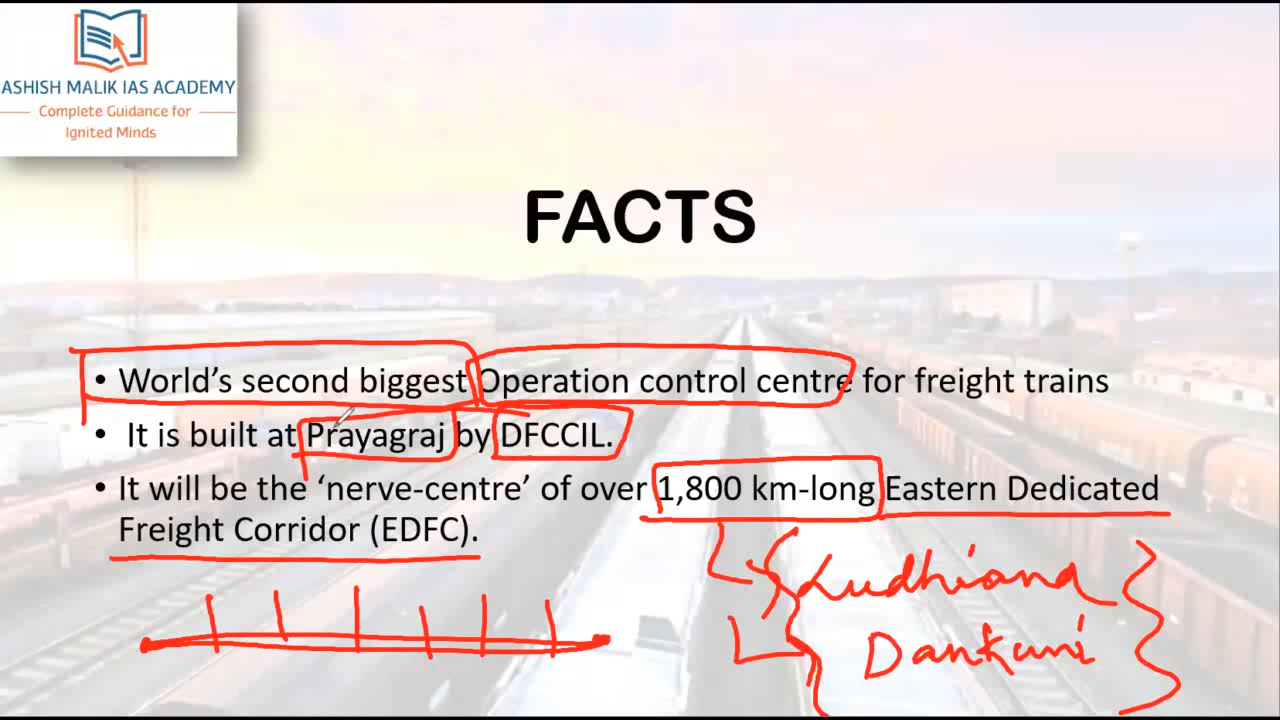 ASHISH MALIK IAS ACADEMY
Complete Guidance for
Ignited Minds
FACTS
• World's second biggest Operation control centre for freight trains
• It is built at Prayagraj by DFCCIL.
• It will be the 'nerve-centre' of over 1,800 km-long Eastern Dedicated
Freight Corridor (EDFC).
Ludhiana
Dankuni